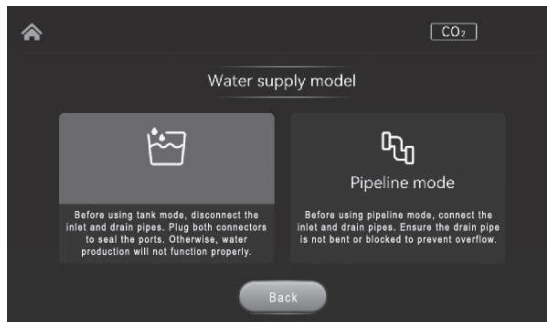 CO₂
Water supply model
Before using tank mode, disconnect the
inlet and drain pipes. Plug both connectors
to seal the ports. Otherwise, water
production will not function properly.
Pipeline mode
Before using pipeline mode, connect the
inlet and drain pipes. Ensure the drain pipe
is not bent or blocked to prevent overflow.
Back